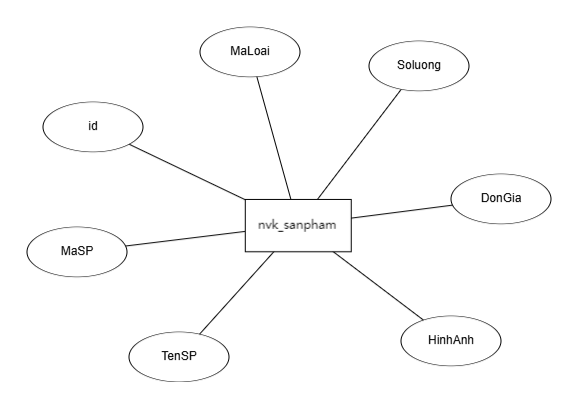 MaLoai
Soluong
id
DonGia
nvk_sanpham
MaSP
HinhAnh
TenSP